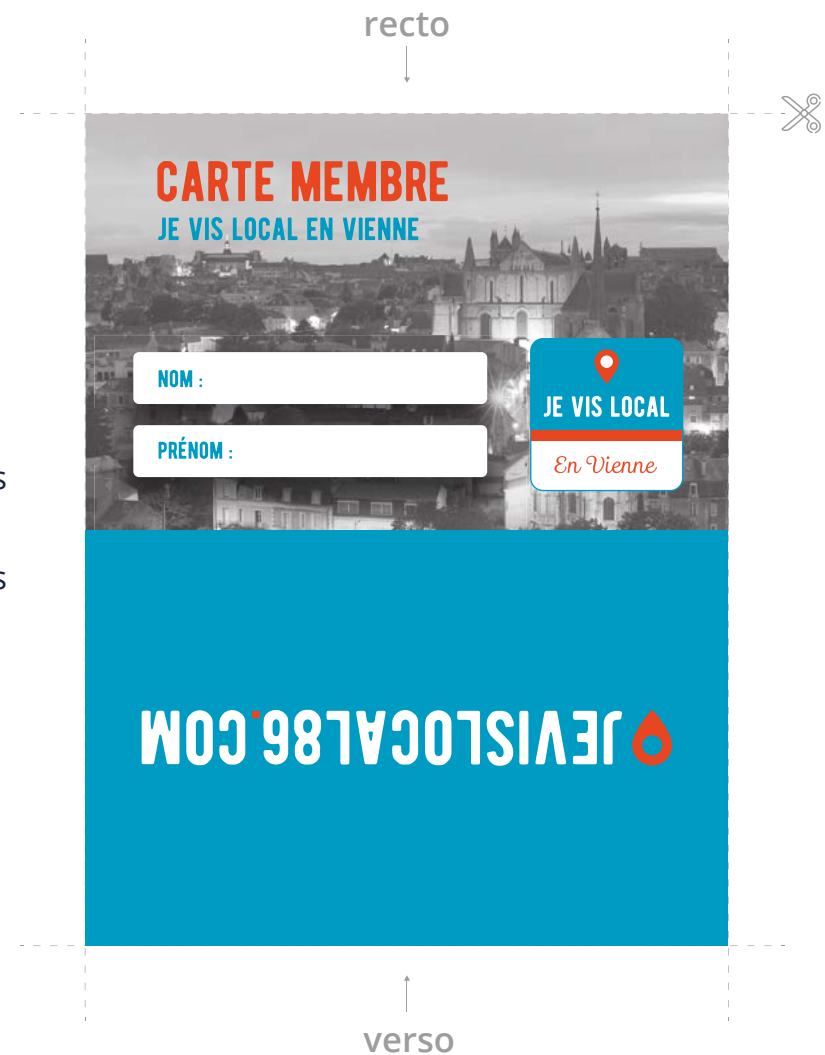 recto
CARTE MEMBRE
JE VIS LOCAL EN VIENNE
NOM :
PRÉNOM :
JE VIS LOCAL
En Vienne
s
s
JEVISLOCAL86.COM
verso